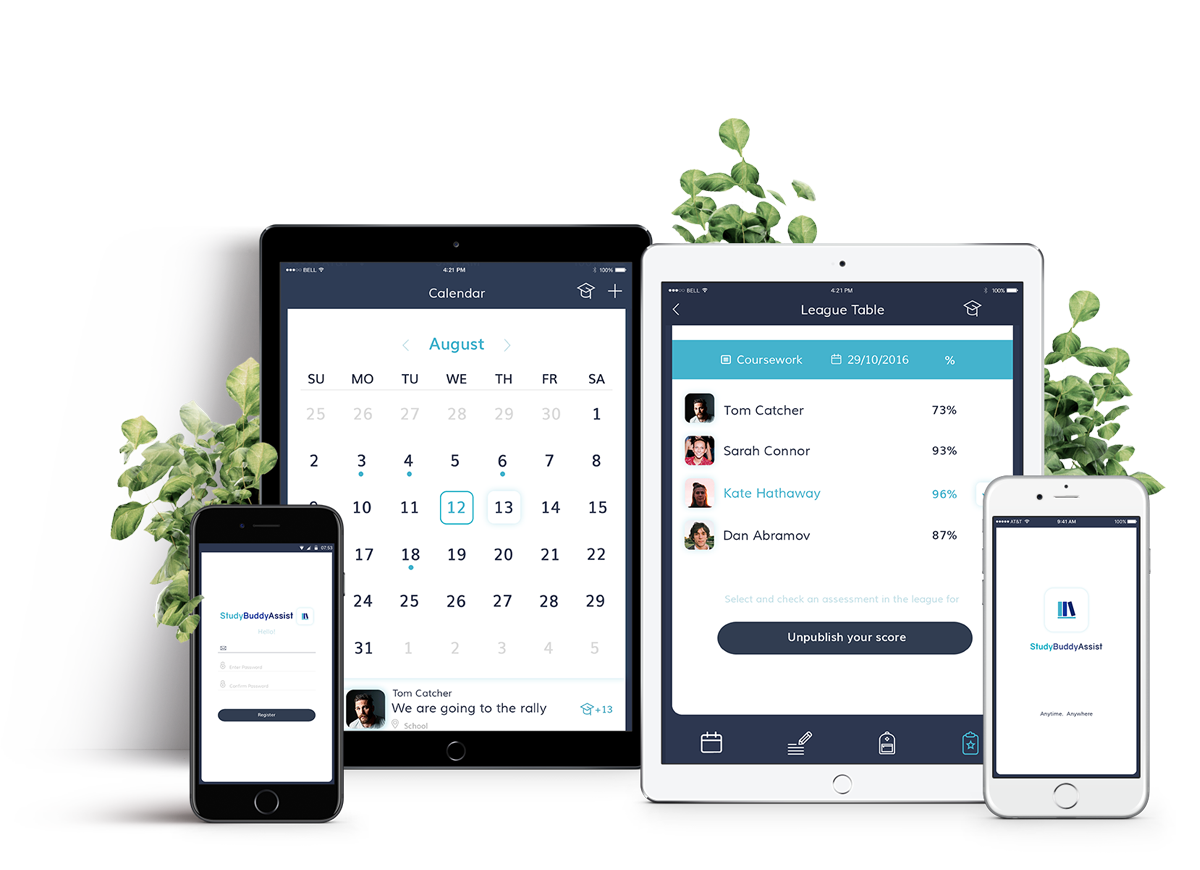 BELL
4:21 PM
100%
Calendar
August
SU MO TU WE TH FR SA
25 26 27 28 29 30 1
2 3 4 5 6 7 8
10 11 12 13 14 15
17 18 19 20 21 22
24 25 26 27 28 29
31 1 2 3 4 5
Tom Catcher
We are going to the rally
School
+13
BELL
4:21 PM
100%
League Table
Coursework 29/10/2016 %
Tom Catcher 73%
Sarah Connor 93%
Kate Hathaway 96%
Dan Abramov 87%
Select and check an assessment in the league for
Unpublish your score
07:53
StudyBuddyAssist
Hello!
Enter Password
Confirm Password
Register
AT&T
9:41 AM
100%
StudyBuddyAssist
Anytime. Anywhere